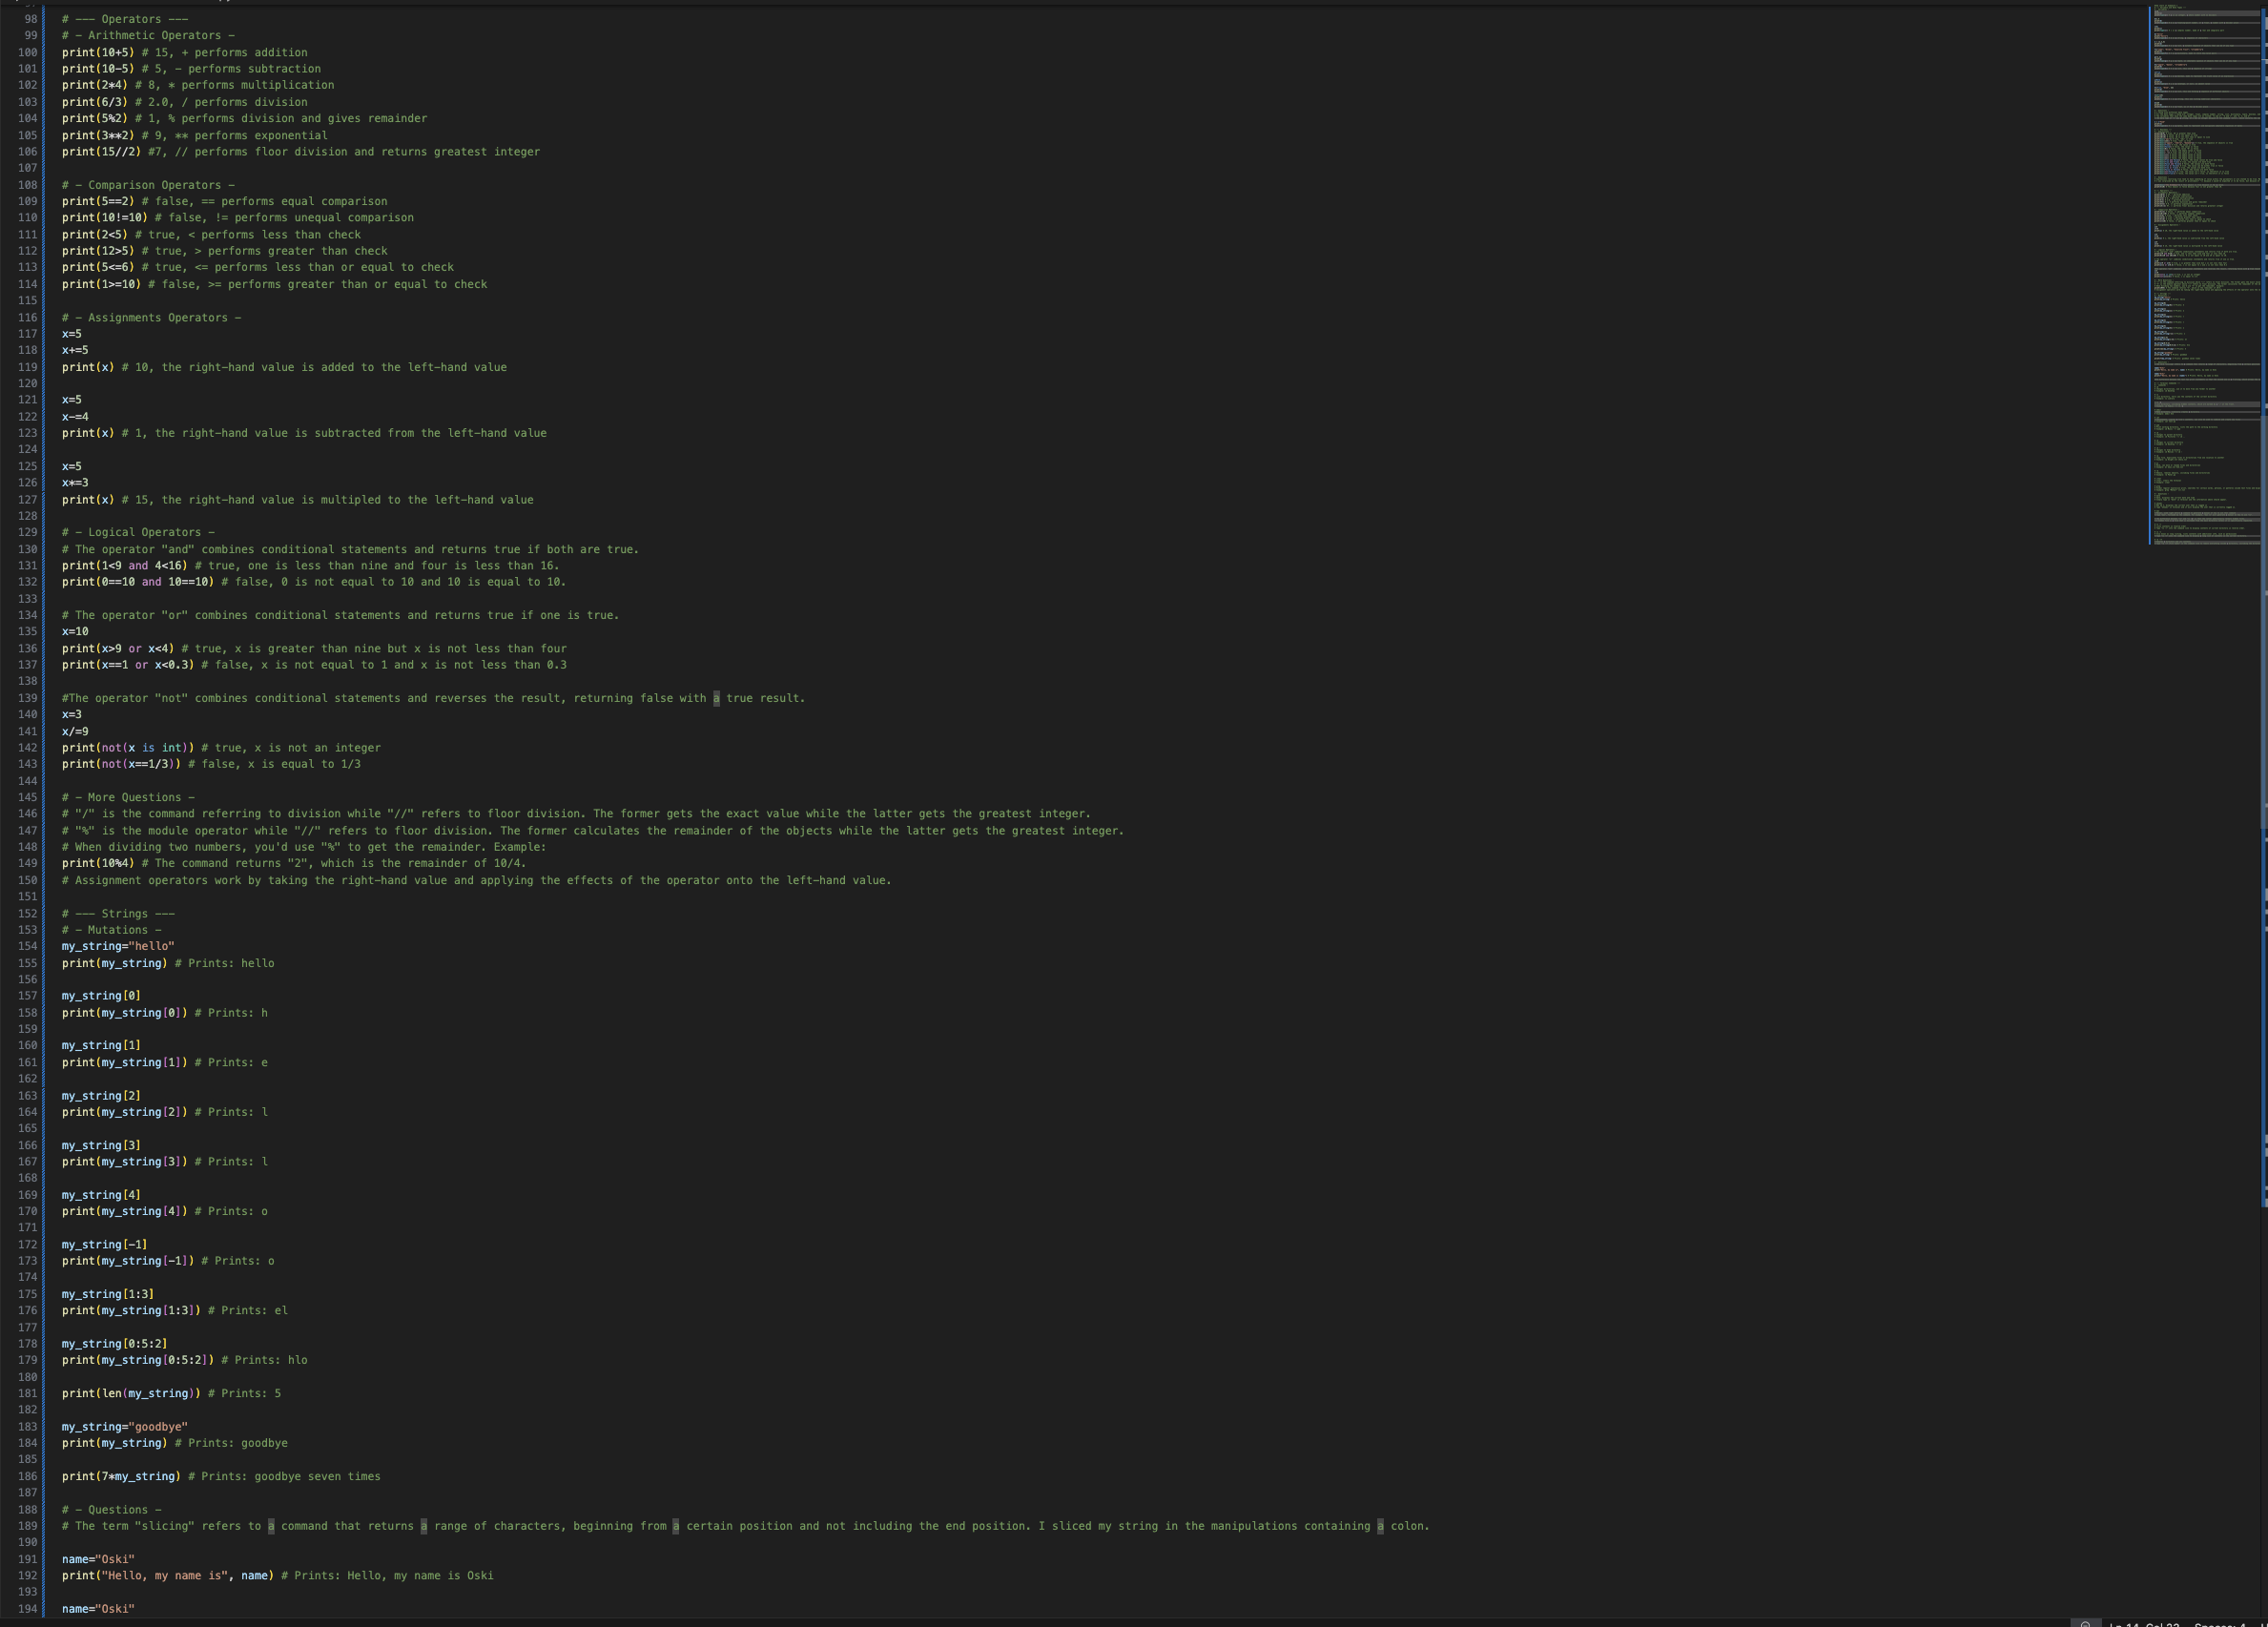 98 # --- Operators ---
99 # - Arithmetic Operators -
100 print(10+5) # 15, + performs addition
101 print(10-5) # 5, - performs subtraction
102 print(2*4) # 8, * performs multiplication
103 print(6/3) # 2.0, / performs division
104 print(5%2) # 1, % performs division and gives remainder
105 print(3**2) # 9, ** performs exponential
106 print(15//2) #7, // performs floor division and returns greatest integer
107
108 # - Comparison Operators -
109 print(5==2) # false, == performs equal comparison
110 print(10!=10) # false, != performs unequal comparison
111 print(2<5) # true, < performs less than check
112 print(12>5) # true, > performs greater than check
113 print(5<=6) # true, <= performs less than or equal to check
114 print(1>=10) # false, >= performs greater than or equal to check
115
116 # - Assignments Operators -
117 x=5
118 x+=5
119 print(x) # 10, the right-hand value is added to the left-hand value
120
121 x=5
122 x-=4
123 print(x) # 1, the right-hand value is subtracted from the left-hand value
124
125 x=5
126 x*=3
127 print(x) # 15, the right-hand value is multipled to the left-hand value
128
129 # - Logical Operators -
130 # The operator "and" combines conditional statements and returns true if both are true.
131 print(1<9 and 4<16) # true, one is less than nine and four is less than 16.
132 print(0==10 and 10==10) # false, 0 is not equal to 10 and 10 is equal to 10.
133
134 # The operator "or" combines conditional statements and returns true if one is true.
135 x=10
136 print(x>9 or x<4) # true, x is greater than nine but x is not less than four
137 print(x==1 or x<0.3) # false, x is not equal to 1 and x is not less than 0.3
138
139 #The operator "not" combines conditional statements and reverses the result, returning false with a true result.
140 x=3
141 x/=9
142 print(not(x is int)) # true, x is not an integer
143 print(not(x==1/3)) # false, x is equal to 1/3
144
145 # - More Questions -
146 # "/" is the command referring to division while "//" refers to floor division. The former gets the exact value while the latter gets the greatest integer.
147 # "%" is the module operator while "//" refers to floor division. The former calculates the remainder of the objects while the latter gets the greatest integer.
148 # When dividing two numbers, you'd use "%" to get the remainder. Example:
149 print(10%4) # The command returns "2", which is the remainder of 10/4.
150 # Assignment operators work by taking the right-hand value and applying the effects of the operator onto the left-hand value.
151
152 # --- Strings ---
153 # - Mutations -
154 my_string="hello"
155 print(my_string) # Prints: hello
156
157 my_string[0]
158 print(my_string[0]) # Prints: h
159
160 my_string[1]
161 print(my_string[1]) # Prints: e
162
163 my_string[2]
164 print(my_string[2]) # Prints: l
165
166 my_string[3]
167 print(my_string[3]) # Prints: l
168
169 my_string[4]
170 print(my_string[4]) # Prints: o
171
172 my_string[-1]
173 print(my_string[-1]) # Prints: o
174
175 my_string[1:3]
176 print(my_string[1:3]) # Prints: el
177
178 my_string[0:5:2]
179 print(my_string[0:5:2]) # Prints: hlo
180
181 print(len(my_string)) # Prints: 5
182
183 my_string="goodbye"
184 print(my_string) # Prints: goodbye
185
186 print(7*my_string) # Prints: goodbye seven times
187
188 # - Questions -
189 # The term "slicing" refers to a command that returns a range of characters, beginning from a certain position and not including the end position. I sliced my string in the manipulations containing a colon.
190
191 name="Oski"
192 print("Hello, my name is", name) # Prints: Hello, my name is Oski
193
194 name="Oski"